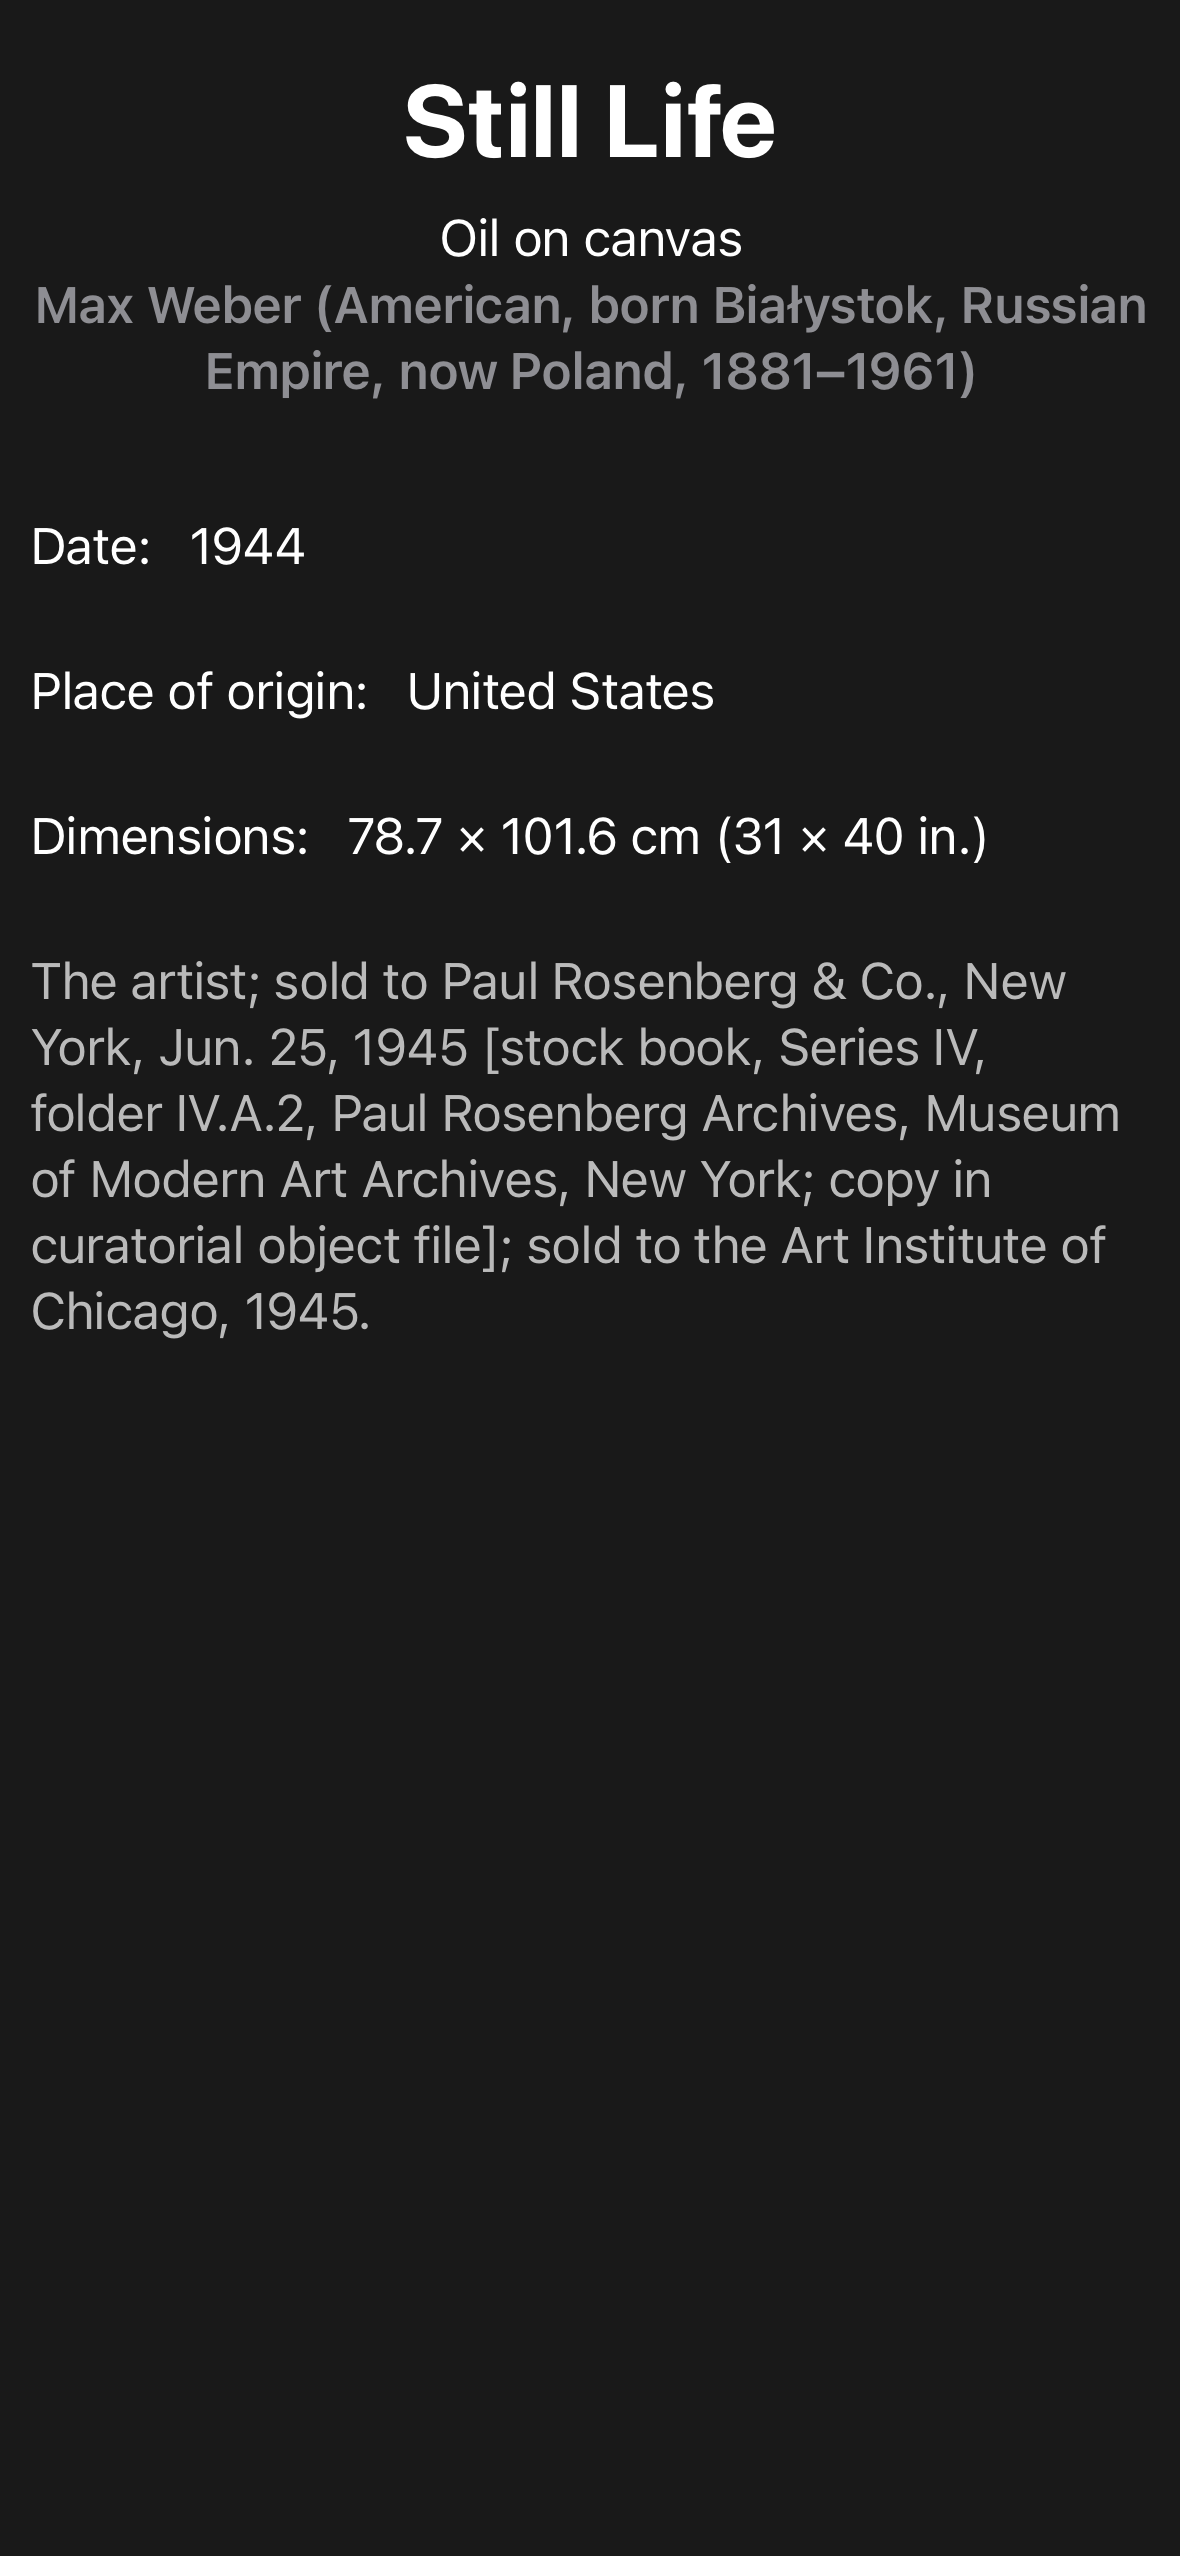 Still Life
Oil on canvas
Max Weber (American, born Białystok, Russian
Empire, now Poland, 1881–1961)
Date: 1944
Place of origin: United States
Dimensions: 78.7 × 101.6 cm (31 × 40 in.)
The artist; sold to Paul Rosenberg & Co., New
York, Jun. 25, 1945 [stock book, Series IV,
folder IV.A.2, Paul Rosenberg Archives, Museum
of Modern Art Archives, New York; copy in
curatorial object file]; sold to the Art Institute of
Chicago, 1945.